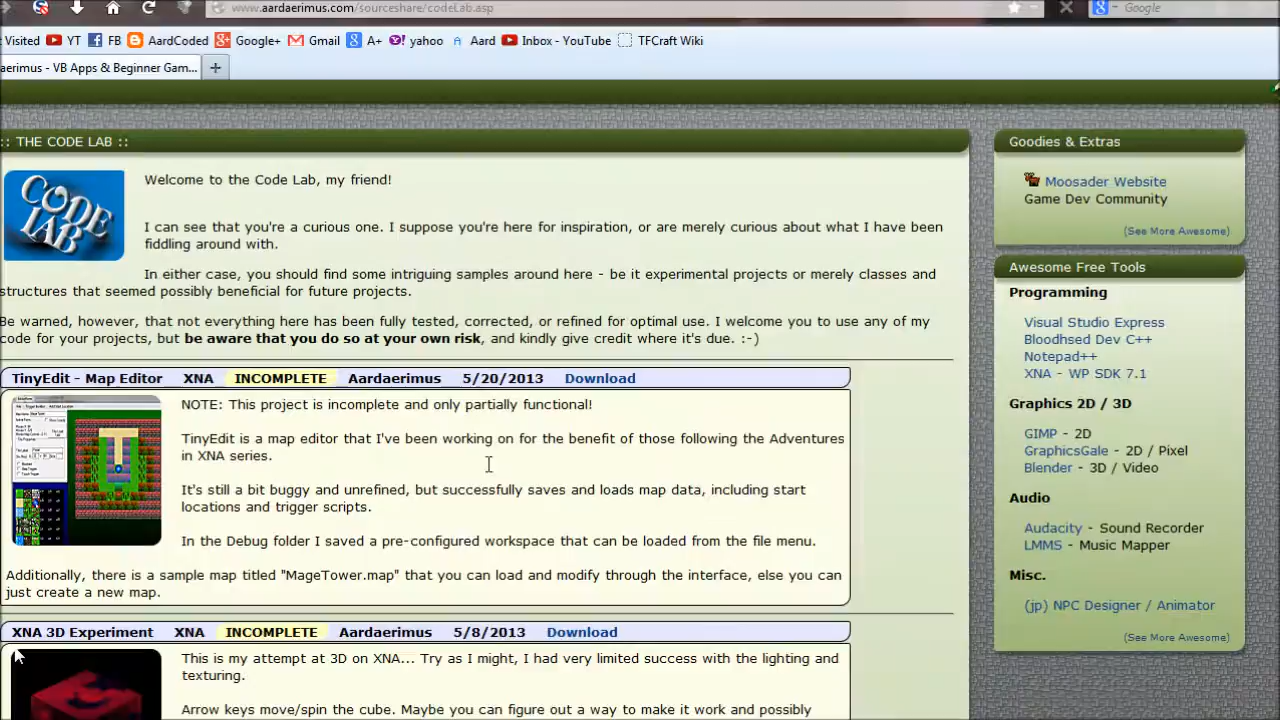 www.aardaerimus.com/sourceshare/codeLab.asp
Google
Visited YT FB AardCoded Google+ Gmail A+ yahoo Aard Inbox - YouTube TFCraft Wiki
aerimus - VB Apps & Beginner Gam...
:: THE CODE LAB ::
CODE
LAB
Welcome to the Code Lab, my friend!
I can see that you're a curious one. I suppose you're here for inspiration, or are merely curious about what I have been
fiddling around with.
In either case, you should find some intriguing samples around here - be it experimental projects or merely classes and
structures that seemed possibly beneficial for future projects.
Be warned, however, that not everything here has been fully tested, corrected, or refined for optimal use. I welcome you to use any of my
code for your projects, but be aware that you do so at your own risk, and kindly give credit where it's due. :-)
TinyEdit - Map Editor XNA INCOMPLETE Aardaerimus 5/20/2013 Download
NOTE: This project is incomplete and only partially functional!
TinyEdit is a map editor that I've been working on for the benefit of those following the Adventures
in XNA series.
It's still a bit buggy and unrefined, but successfully saves and loads map data, including start
locations and trigger scripts.
In the Debug folder I saved a pre-configured workspace that can be loaded from the file menu.
Additionally, there is a sample map titled "MageTower.map" that you can load and modify through the interface, else you can
just create a new map.
XNA 3D Experiment XNA INCOMPLETE Aardaerimus 5/8/2013 Download
This is my attempt at 3D on XNA... Try as I might, I had very limited success with the lighting and
texturing.
Arrow keys move/spin the cube. Maybe you can figure out a way to make it work and possibly
Goodies & Extras
Moosader Website
Game Dev Community
(See More Awesome)
Awesome Free Tools
Programming
Visual Studio Express
Bloodhsed Dev C++
Notepad++
XNA - WP SDK 7.1
Graphics 2D / 3D
GIMP - 2D
GraphicsGale - 2D / Pixel
Blender - 3D / Video
Audio
Audacity - Sound Recorder
LMMS - Music Mapper
Misc.
(jp) NPC Designer / Animator
(See More Awesome)